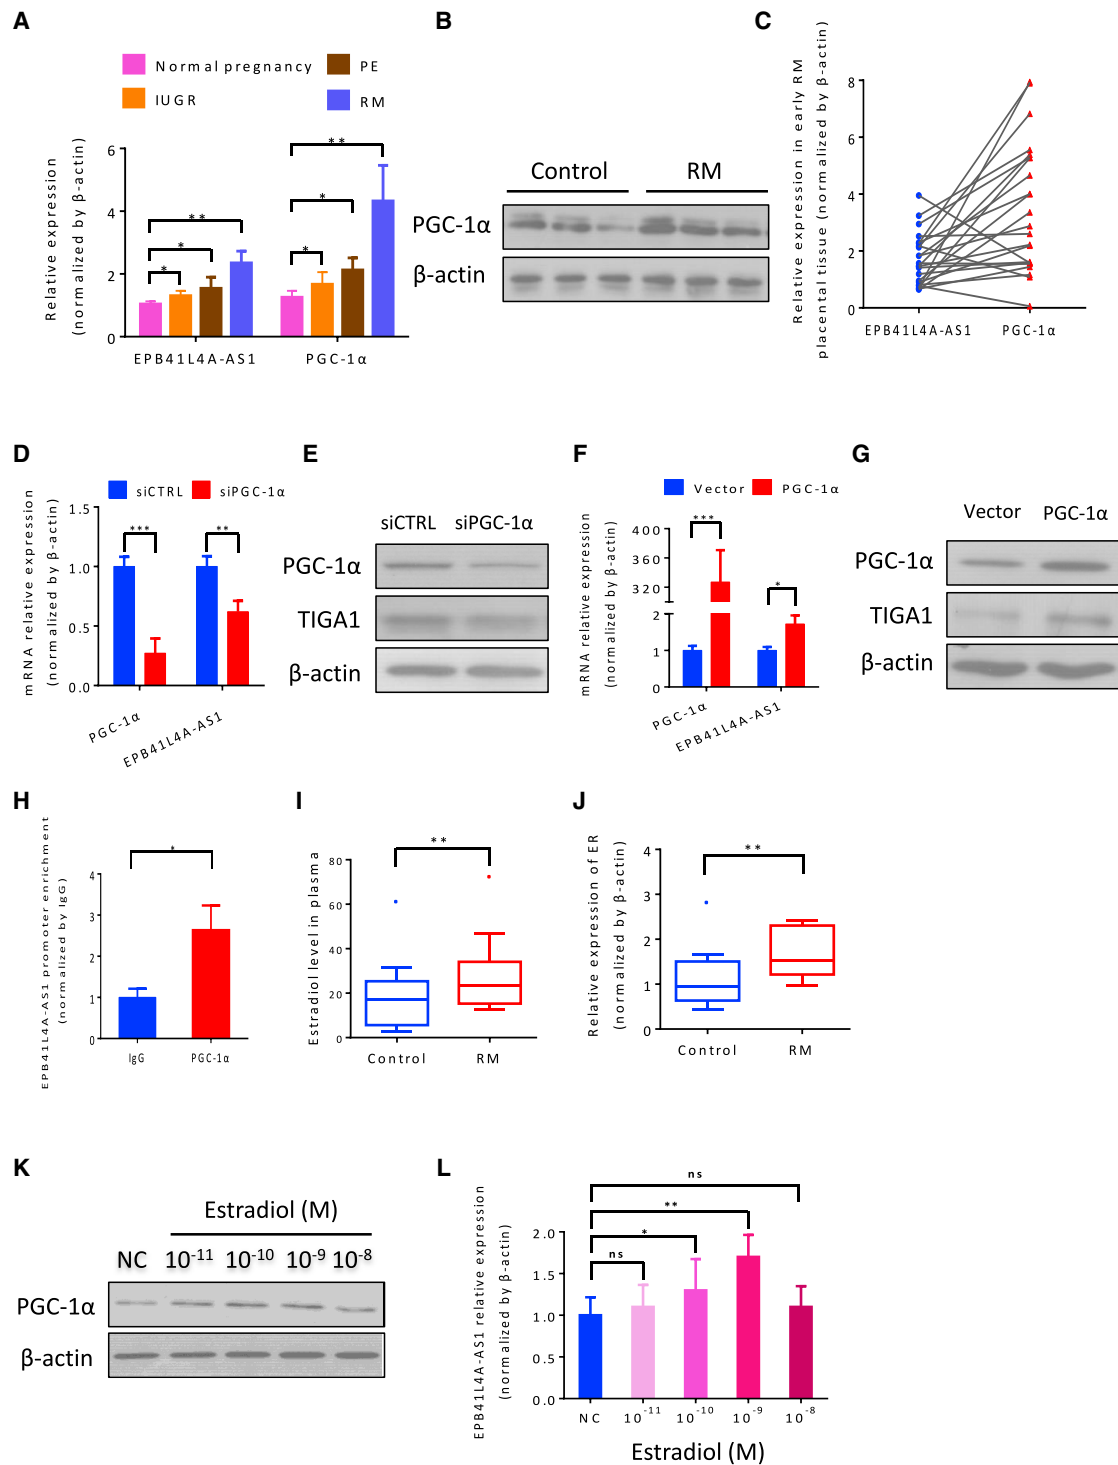 A
Normal pregnancy
PE
IUGR
RM
Relative expression
(normalized by β-actin)
6
4
2
0
**
*
*
**
*
*
EPB41L4A-AS1
PGC-1α
B
Control
RM
PGC-1α
β-actin
C
Relative expression in early RM
placental tissue (normalized by β-actin)
8
6
4
2
0
EPB41L4A-AS1
PGC-1α
D
siCTRL
siPGC-1α
mRNA relative expression
(normalized by β-actin)
1.5
1.0
0.5
0.0
***
**
PGC-1α
EPB41L4A-AS1
E
siCTRL
siPGC-1α
PGC-1α
TIGA1
β-actin
F
Vector
PGC-1α
mRNA relative expression
(normalized by β-actin)
400
360
320
2
1
0
***
*
PGC-1α
EPB41L4A-AS1
G
Vector
PGC-1α
PGC-1α
TIGA1
β-actin
H
EPB41L4A-AS1 promoter enrichment
(normalized by IgG)
4
3
2
1
0
*
IgG
PGC-1α
I
Estradiol level in plasma
80
60
40
20
0
**
Control
RM
J
Relative expression of ER
(normalized by β-actin)
4
3
2
1
0
**
Control
RM
K
Estradiol (M)
NC 10⁻¹¹ 10⁻¹⁰ 10⁻⁹ 10⁻⁸
PGC-1α
β-actin
L
EPB41L4A-AS1 relative expression
(normalized by β-actin)
2.0
1.5
1.0
0.5
0.0
ns
**
*
ns
NC 10⁻¹¹ 10⁻¹⁰ 10⁻⁹ 10⁻⁸
Estradiol (M)